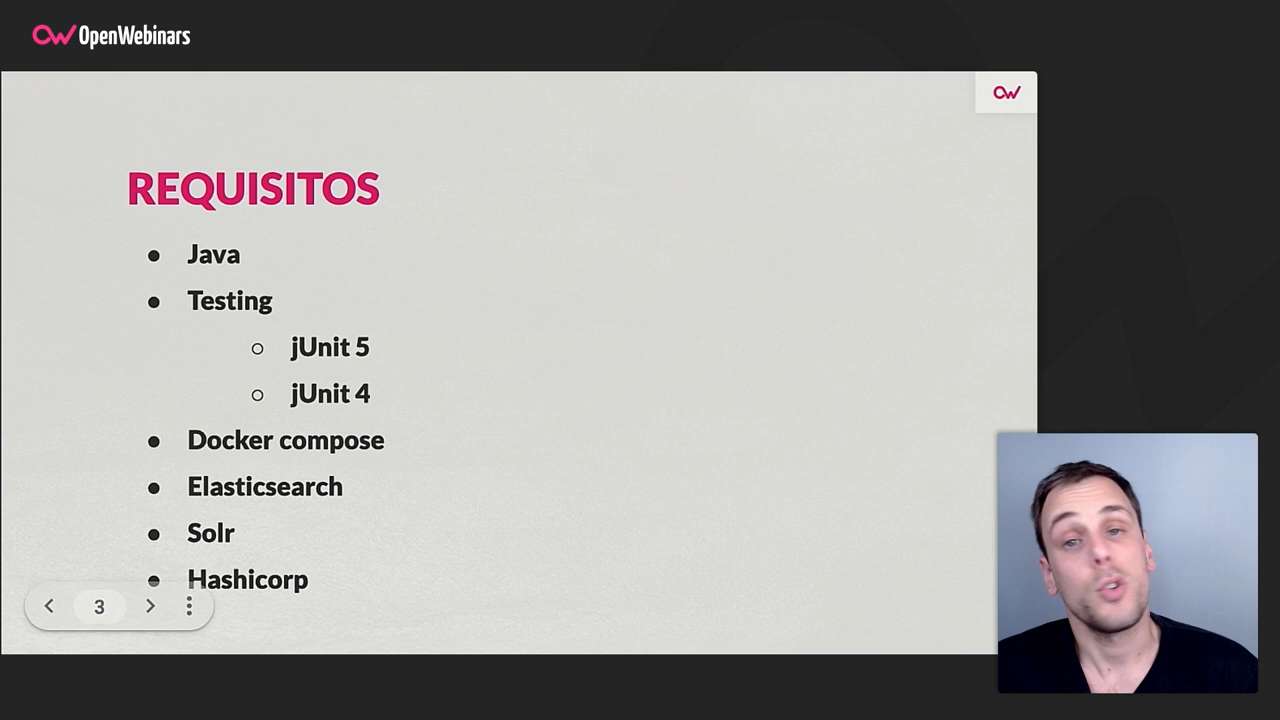 OpenWebinars
REQUISITOS
● Java
● Testing
○ jUnit 5
○ jUnit 4
● Docker compose
● Elasticsearch
● Solr
● Hashicorp
3